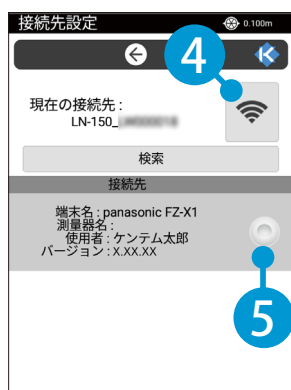 接続先設定
0.100m
4
現在の接続先 :
LN-150_
検索
接続先
端末名 : panasonic FZ-X1
測量器名 :
使用者 : ケンテム太郎
バージョン : X.XX.XX
5